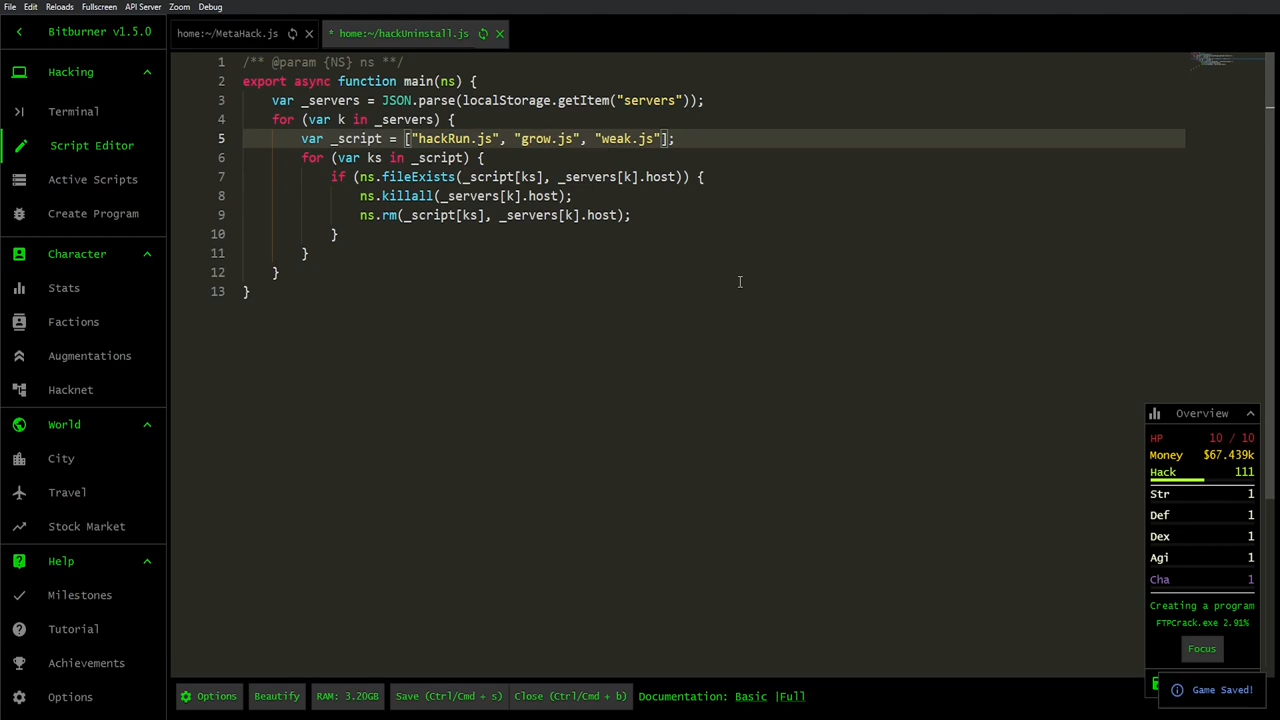 File Edit Reloads Fullscreen API Server Zoom Debug
Bitburner v1.5.0
Hacking
Terminal
Script Editor
Active Scripts
Create Program
Character
Stats
Factions
Augmentations
Hacknet
World
City
Travel
Stock Market
Help
Milestones
Tutorial
Achievements
Options
home:~/MetaHack.js
* home:~/hackUninstall.js
1 /** @param {NS} ns **/
2 export async function main(ns) {
3 var _servers = JSON.parse(localStorage.getItem("servers"));
4 for (var k in _servers) {
5 var _script = ["hackRun.js", "grow.js", "weak.js"];
6 for (var ks in _script) {
7 if (ns.fileExists(_script[ks], _servers[k].host)) {
8 ns.killall(_servers[k].host);
9 ns.rm(_script[ks], _servers[k].host);
10 }
11 }
12 }
13 }
Overview
HP 10 / 10
Money $67.439k
Hack 111
Str 1
Def 1
Dex 1
Agi 1
Cha 1
Creating a program
FTPCrack.exe 2.91%
Focus
Game Saved!
Options Beautify RAM: 3.20GB Save (Ctrl/Cmd + s) Close (Ctrl/Cmd + b) Documentation: Basic |Full